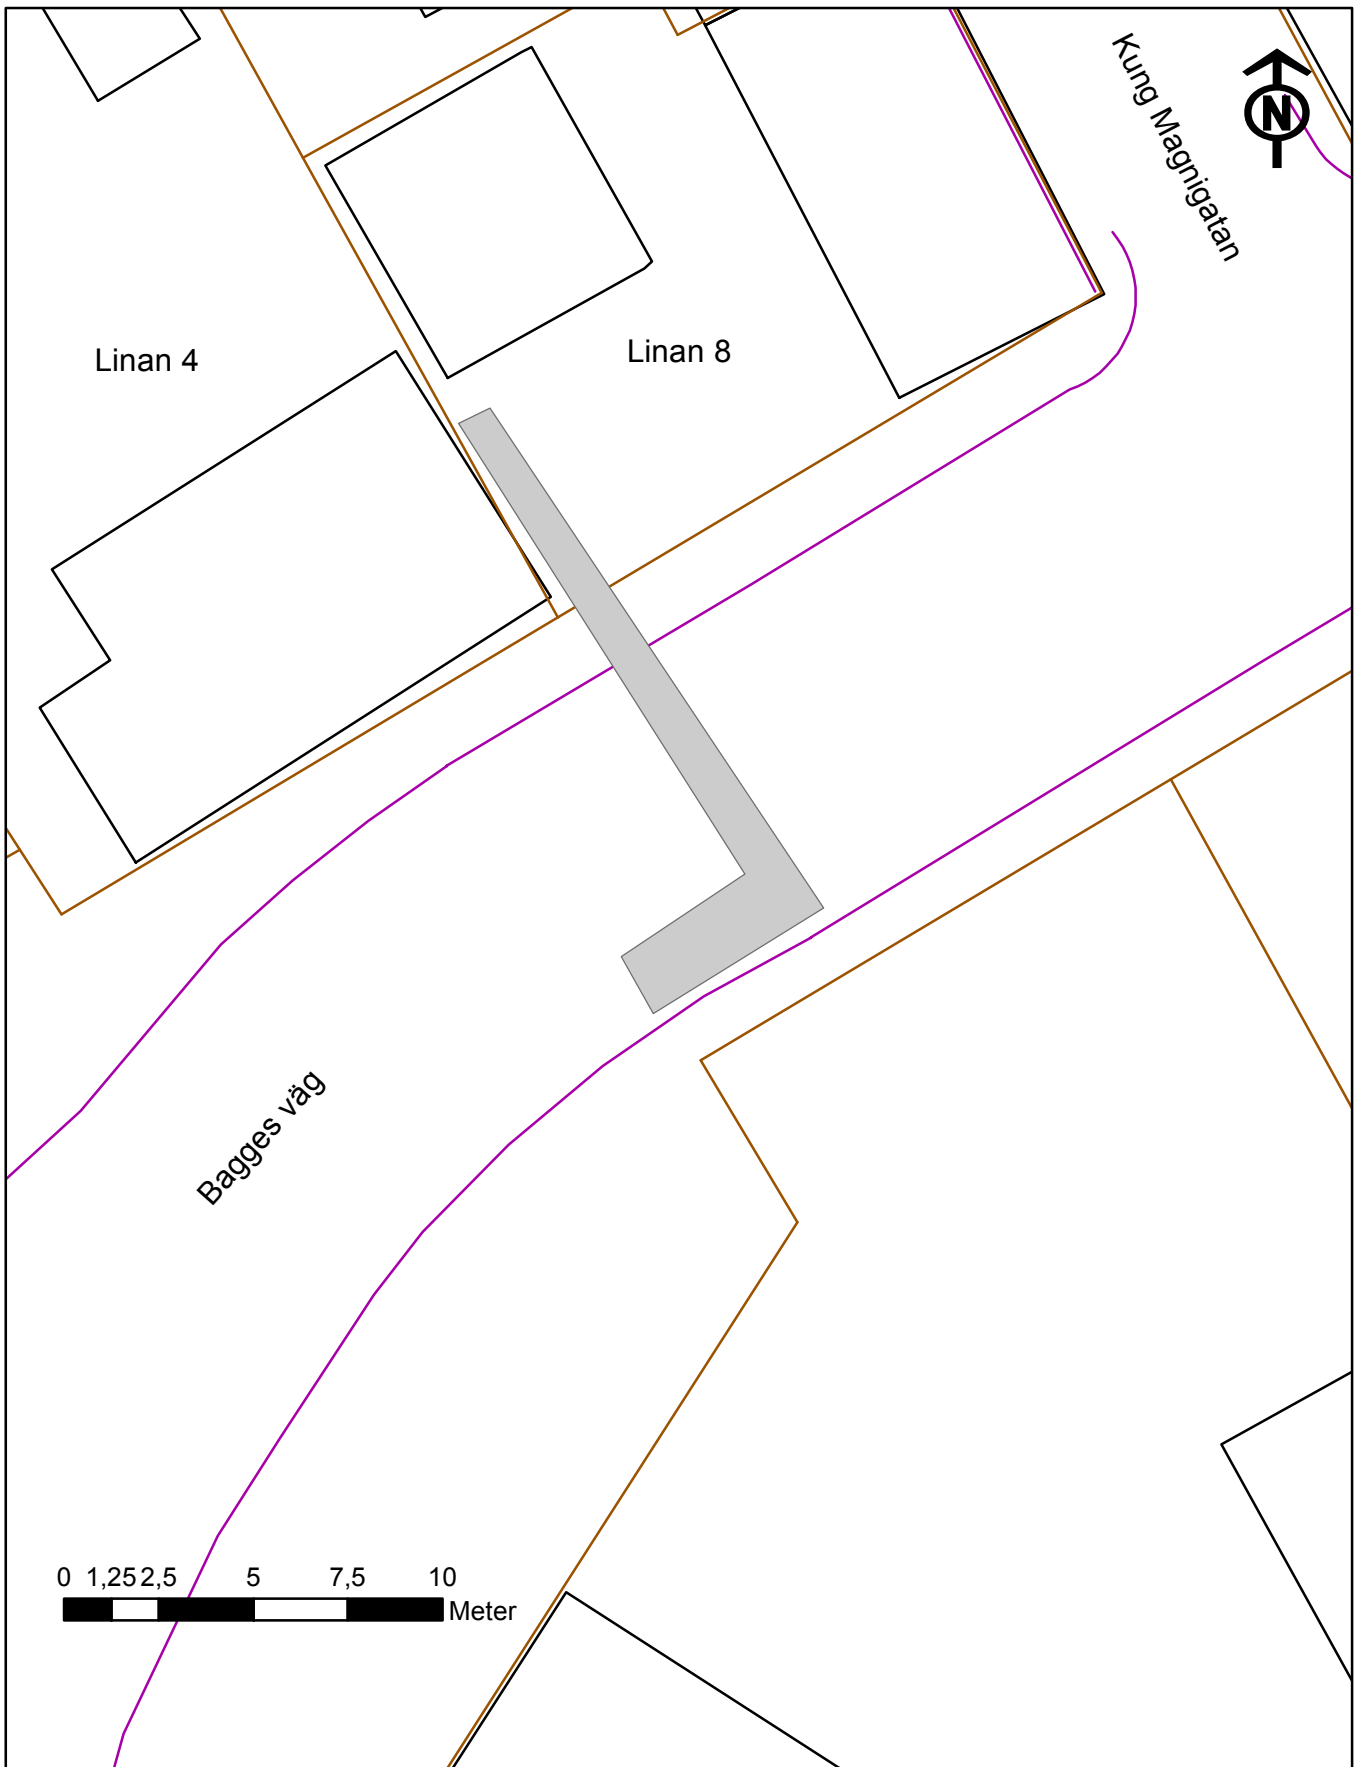 Kung Magnigatan
N
Linan 4
Linan 8
Bagges väg
0 1,25 2,5 5 7,5 10
Meter